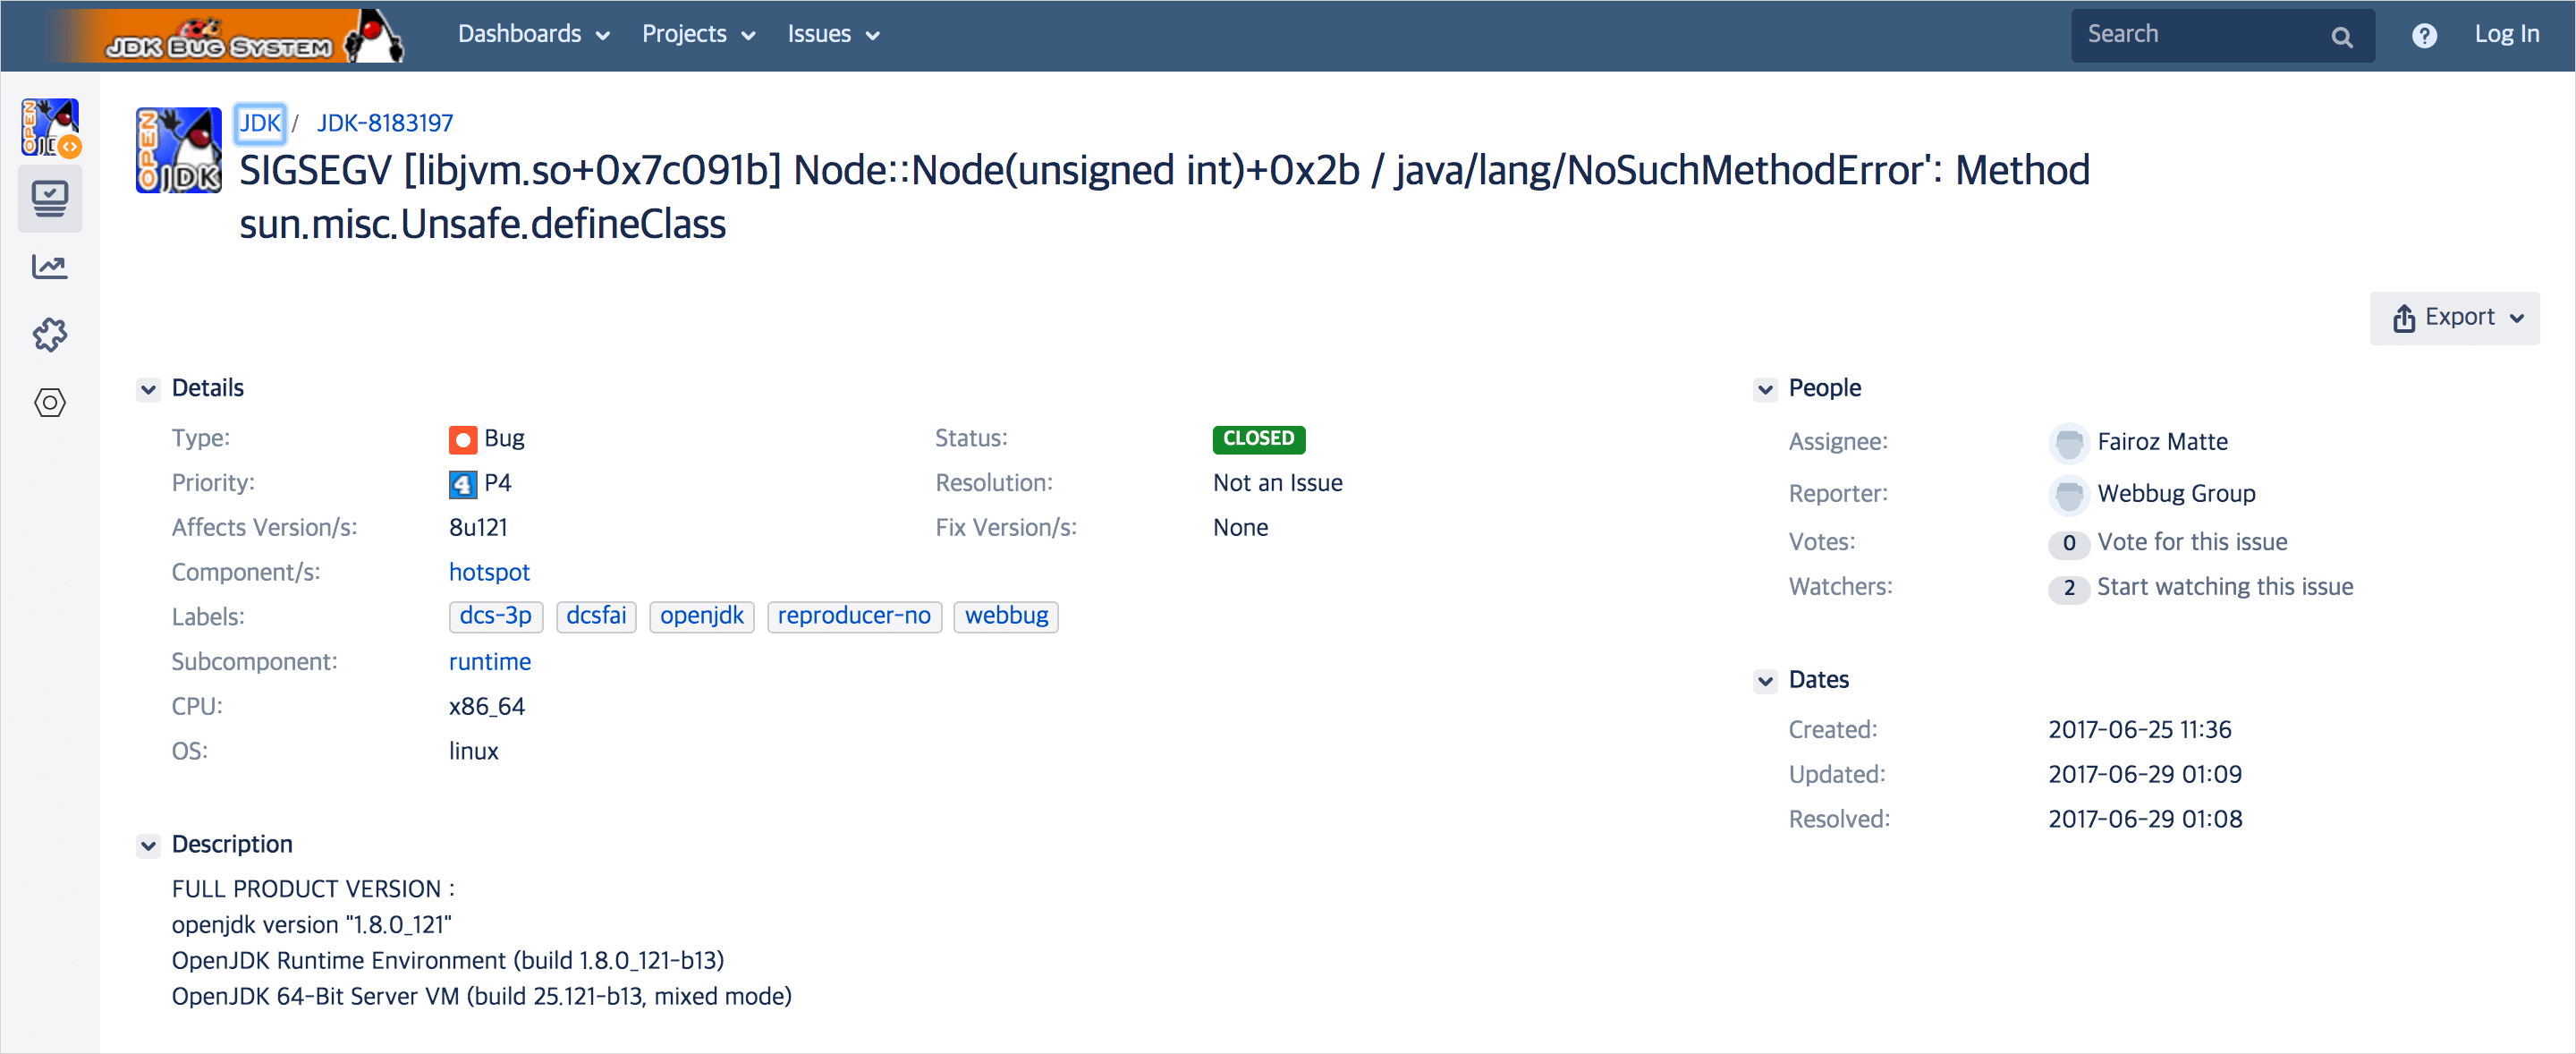 JDK BUG SYSTEM
Dashboards
Projects
Issues
Search
?
Log In
OPEN
JDK / JDK-8183197
OPEN JDK
SIGSEGV [libjvm.so+0x7c091b] Node::Node(unsigned int)+0x2b / java/lang/NoSuchMethodError': Method
sun.misc.Unsafe.defineClass
Export
Details
Type: Bug
Status: CLOSED
Priority: 4 P4
Resolution: Not an Issue
Affects Version/s: 8u121
Fix Version/s: None
Component/s: hotspot
Labels: dcs-3p dcsfai openjdk reproducer-no webbug
Subcomponent: runtime
CPU: x86_64
OS: linux
People
Assignee: Fairoz Matte
Reporter: Webbug Group
Votes: 0 Vote for this issue
Watchers: 2 Start watching this issue
Dates
Created: 2017-06-25 11:36
Updated: 2017-06-29 01:09
Resolved: 2017-06-29 01:08
Description
FULL PRODUCT VERSION :
openjdk version "1.8.0_121"
OpenJDK Runtime Environment (build 1.8.0_121-b13)
OpenJDK 64-Bit Server VM (build 25.121-b13, mixed mode)